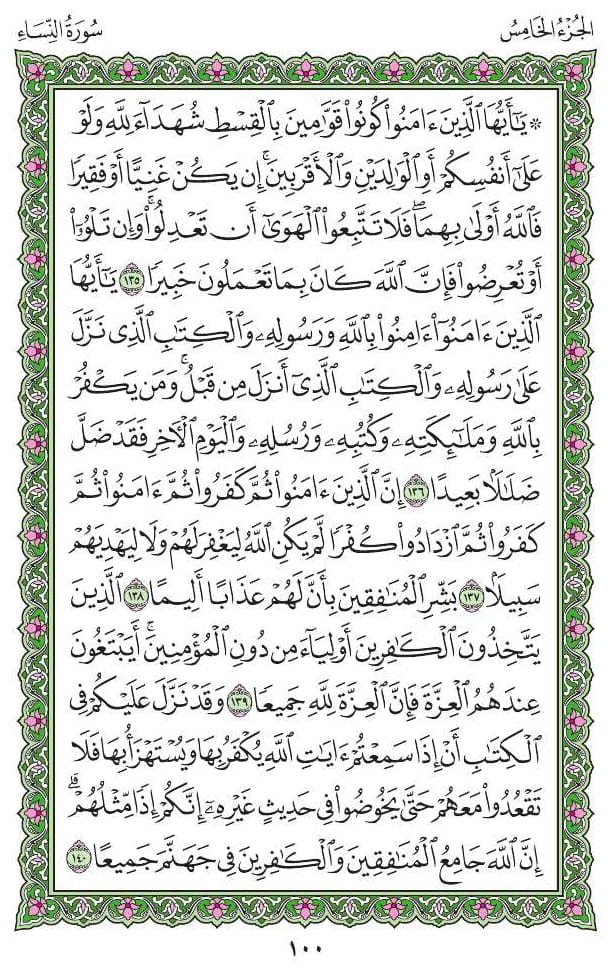 الجُزْءُ الخَامِسُ
سُورَةُ النِّسَاءِ
۞ يَٰٓأَيُّهَا ٱلَّذِينَ ءَامَنُواْ كُونُواْ قَوَّٰمِينَ بِٱلْقِسْطِ شُهَدَآءَ لِلَّهِ وَلَوْ
عَلَىٰٓ أَنفُسِكُمْ أَوِ ٱلْوَٰلِدَيْنِ وَٱلْأَقْرَبِينَۚ إِن يَكُنْ غَنِيًّا أَوْ فَقِيرًا
فَٱللَّهُ أَوْلَىٰ بِهِمَاۖ فَلَا تَتَّبِعُواْ ٱلْهَوَىٰٓ أَن تَعْدِلُواْۚ وَإِن تَلْوُۥٓاْ
أَوْ تُعْرِضُواْ فَإِنَّ ٱللَّهَ كَانَ بِمَا تَعْمَلُونَ خَبِيرًا ١٣٥ يَٰٓأَيُّهَا
ٱلَّذِينَ ءَامَنُوٓاْ ءَامِنُواْ بِٱللَّهِ وَرَسُولِهِۦ وَٱلْكِتَٰبِ ٱلَّذِى نَزَّلَ
عَلَىٰ رَسُولِهِۦ وَٱلْكِتَٰبِ ٱلَّذِىٓ أَنزَلَ مِن قَبْلُۚ وَمَن يَكْفُرْ
بِٱللَّهِ وَمَلَٰٓئِكَتِهِۦ وَكُتُبِهِۦ وَرُسُلِهِۦ وَٱلْيَوْمِ ٱلْأٓخِرِ فَقَدْ ضَلَّ
ضَلَٰلًۢا بَعِيدًا ١٣٦ إِنَّ ٱلَّذِينَ ءَامَنُواْ ثُمَّ كَفَرُواْ ثُمَّ ءَامَنُواْ ثُمَّ
كَفَرُواْ ثُمَّ ٱزْدَادُواْ كُفْرًا لَّمْ يَكُنِ ٱللَّهُ لِيَغْفِرَ لَهُمْ وَلَا لِيَهْدِيَهُمْ
سَبِيلًۢا ١٣٧ بَشِّرِ ٱلْمُنَٰفِقِينَ بِأَنَّ لَهُمْ عَذَابًا أَلِيمًا ١٣٨ ٱلَّذِينَ
يَتَّخِذُونَ ٱلْكَٰفِرِينَ أَوْلِيَآءَ مِن دُونِ ٱلْمُؤْمِنِينَۚ أَيَبْتَغُونَ
عِندَهُمُ ٱلْعِزَّةَ فَإِنَّ ٱلْعِزَّةَ لِلَّهِ جَمِيعًا ١٣٩ وَقَدْ نَزَّلَ عَلَيْكُمْ فِى
ٱلْكِتَٰبِ أَنْ إِذَا سَمِعْتُمْ ءَايَٰتِ ٱللَّهِ يُكْفَرُ بِهَا وَيُسْتَهْزَأُ بِهَا فَلَا
تَقْعُدُواْ مَعَهُمْ حَتَّىٰ يَخُوضُواْ فِى حَدِيثٍ غَيْرِهِۦٓ إِنَّكُمْ إِذًا مِّثْلُهُمْۗ
إِنَّ ٱللَّهَ جَامِعُ ٱلْمُنَٰفِقِينَ وَٱلْكَٰفِرِينَ فِى جَهَنَّمَ جَمِيعًا ١٤٠
١٠٠